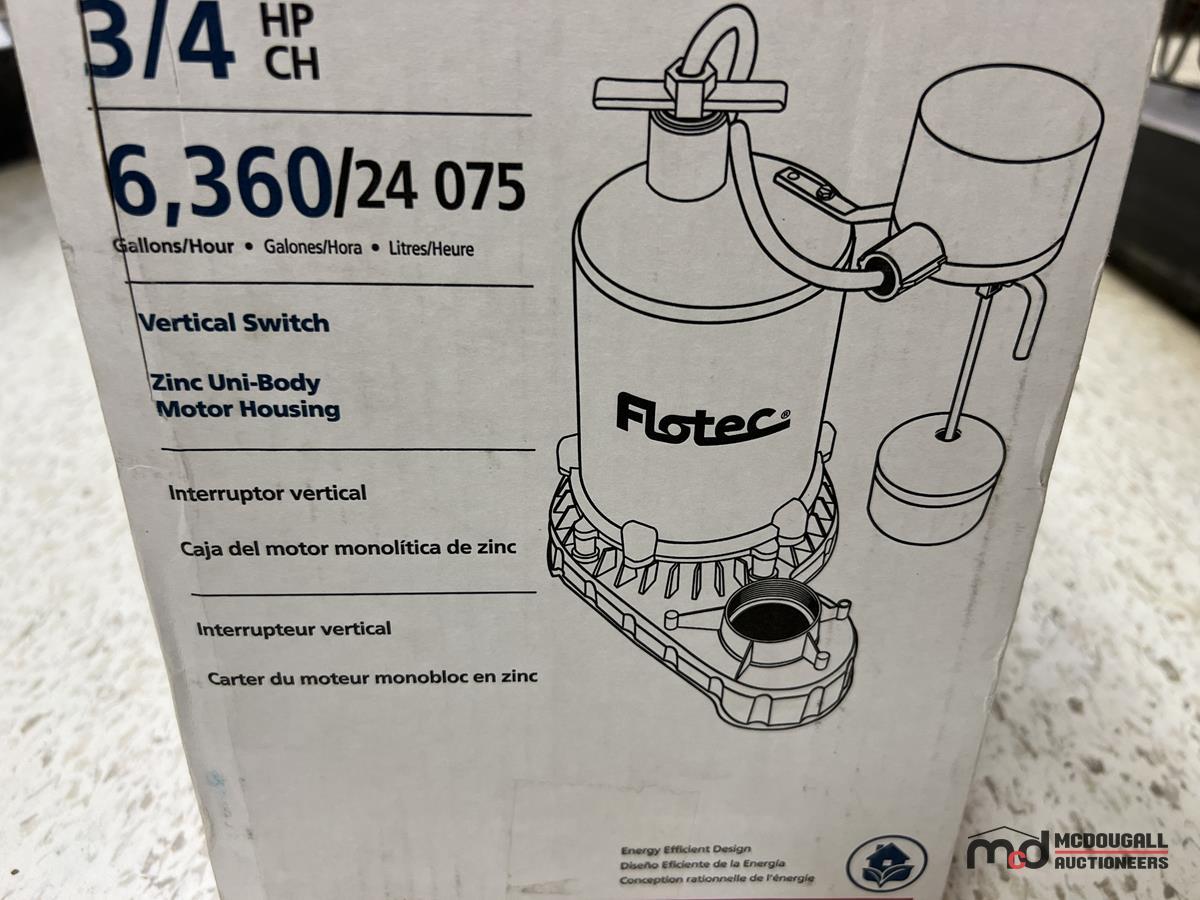 3/4 HP
CH
6,360/24 075
Gallons/Hour • Galones/Hora • Litres/Heure
Vertical Switch
Zinc Uni-Body
Motor Housing
Interruptor vertical
Caja del motor monolítica de zinc
Interrupteur vertical
Carter du moteur monobloc en zinc
Flotec®
Energy Efficient Design
Diseño Eficiente de la Energía
Conception rationnelle de l'énergie
mcd MCDOUGALL
AUCTIONEERS